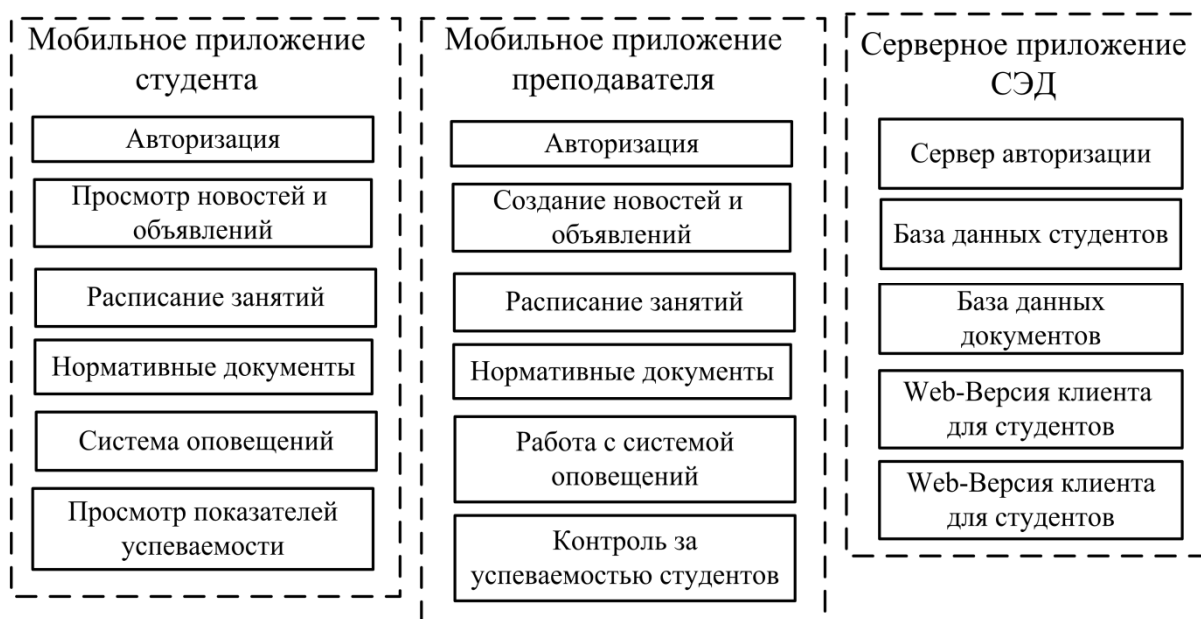 Мобильное приложение
студента
Авторизация
Просмотр новостей и
объявлений
Расписание занятий
Нормативные документы
Система оповещений
Просмотр показателей
успеваемости
Мобильное приложение
преподавателя
Авторизация
Создание новостей и
объявлений
Расписание занятий
Нормативные документы
Работа с системой
оповещений
Контроль за
успеваемостью студентов
Серверное приложение
СЭД
Сервер авторизации
База данных студентов
База данных
документов
Web-Версия клиента
для студентов
Web-Версия клиента
для студентов